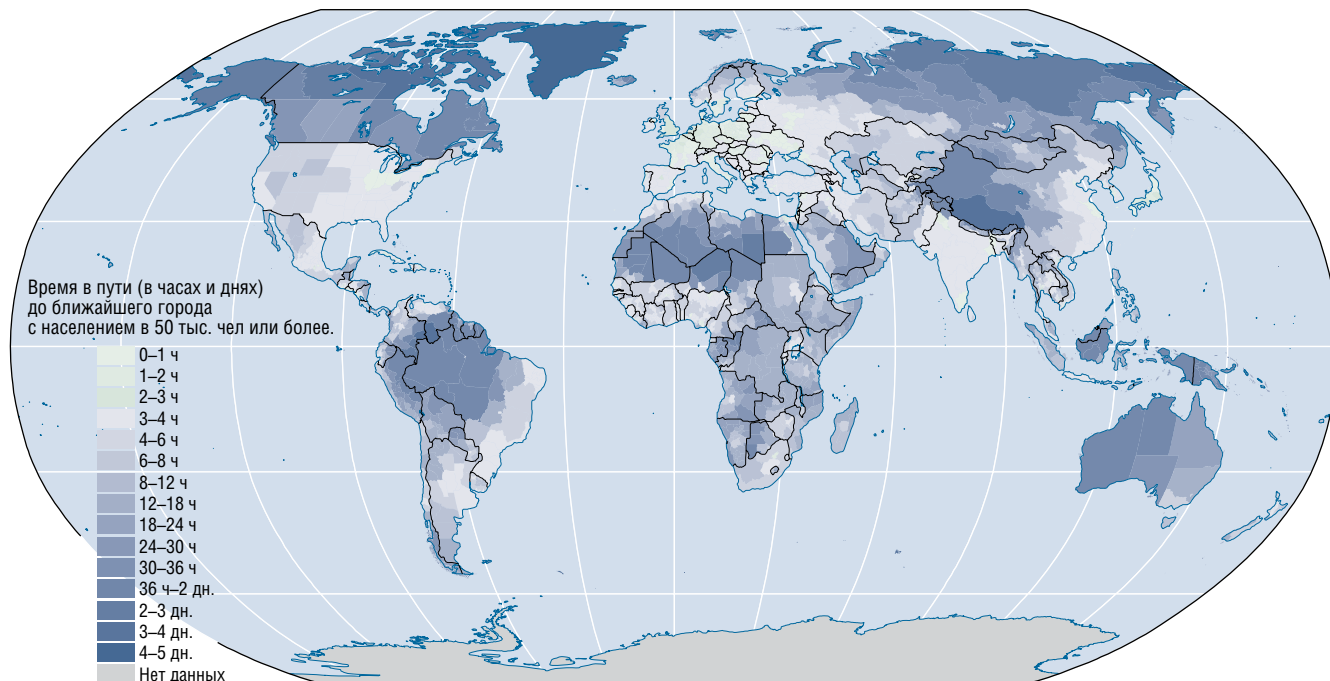 Время в пути (в часах и днях)
до ближайшего города
с населением в 50 тыс. чел или более.
0–1 ч
1–2 ч
2–3 ч
3–4 ч
4–6 ч
6–8 ч
8–12 ч
12–18 ч
18–24 ч
24–30 ч
30–36 ч
36 ч–2 дн.
2–3 дн.
3–4 дн.
4–5 дн.
Нет данных